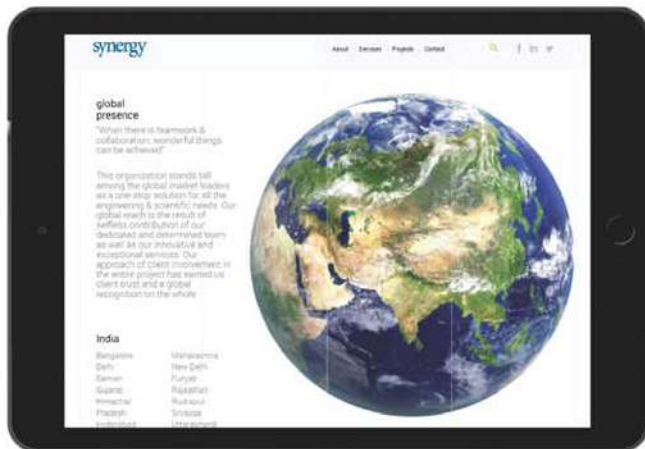 synergy
About Services Projects Contact
f in
global
presence
"When there is teamwork &
collaboration, wonderful things
can be achieved"
This organization stands tall
among the global market leaders
as a one-stop solution for all the
engineering & scientific needs. Our
global reach is the result of
selfless contribution of our
dedicated and determined team
as well as our innovative and
exceptional services. Our
approach of client involvement in
the entire project has earned us
client trust and a global
recognition on the whole
India
Bangalore Maharashtra
Delhi New Delhi
Daman Punjab
Gujarat Rajasthan
Himachal Rudrapur
Pradesh Silvassa
Hyderabad Uttarakhand